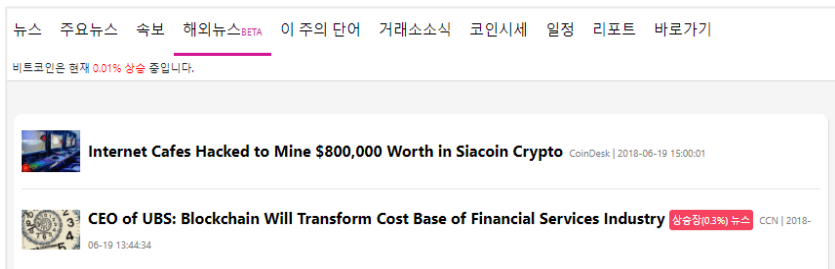 뉴스 주요뉴스 속보 해외뉴스BETA 이 주의 단어 거래소소식 코인시세 일정 리포트 바로가기
비트코인은 현재 0.01% 상승 중입니다.
Internet Cafes Hacked to Mine $800,000 Worth in Siacoin Crypto CoinDesk | 2018-06-19 15:00:01
CEO of UBS: Blockchain Will Transform Cost Base of Financial Services Industry 상승장(0.3%) 뉴스 CCN | 2018-
06-19 13:44:34